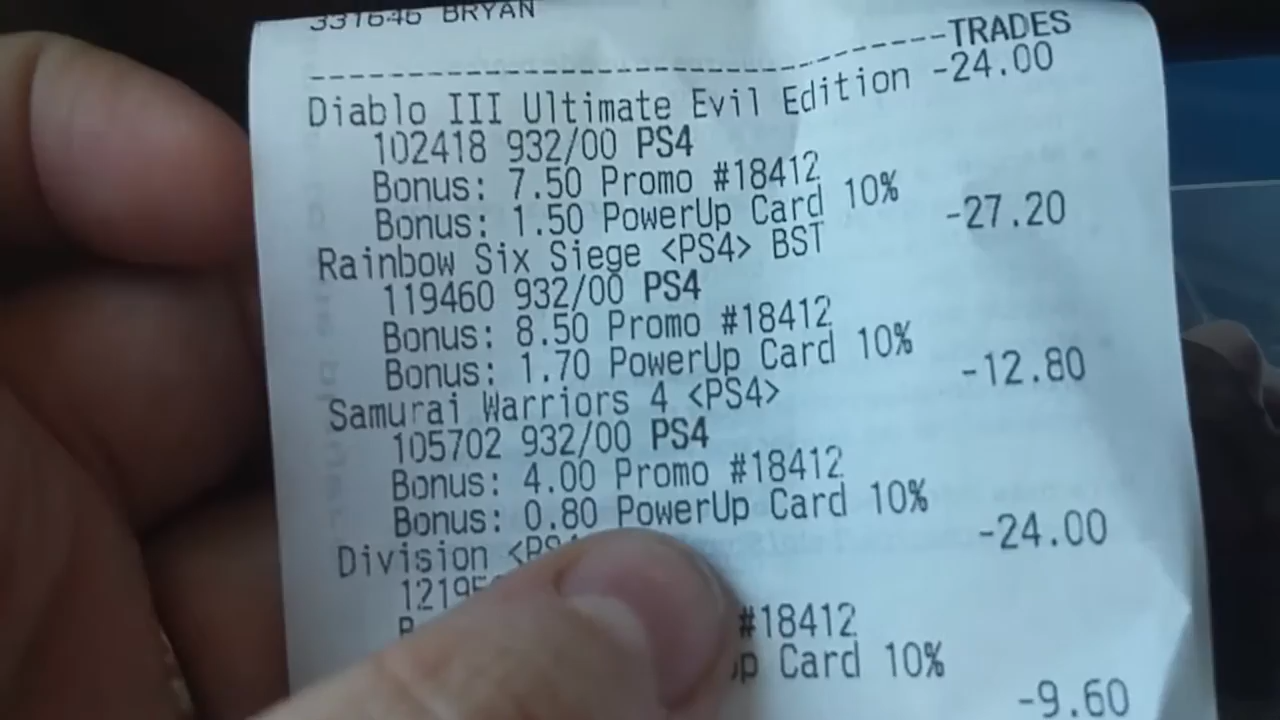 331646 BRYAN
--------------------------------TRADES
Diablo III Ultimate Evil Edition -24.00
102418 932/00 PS4
Bonus: 7.50 Promo #18412
Bonus: 1.50 PowerUp Card 10%
Rainbow Six Siege <PS4> BST -27.20
119460 932/00 PS4
Bonus: 8.50 Promo #18412
Bonus: 1.70 PowerUp Card 10%
Samurai Warriors 4 <PS4> -12.80
105702 932/00 PS4
Bonus: 4.00 Promo #18412
Bonus: 0.80 PowerUp Card 10%
Division -24.00
#18412
Card 10%
-9.60